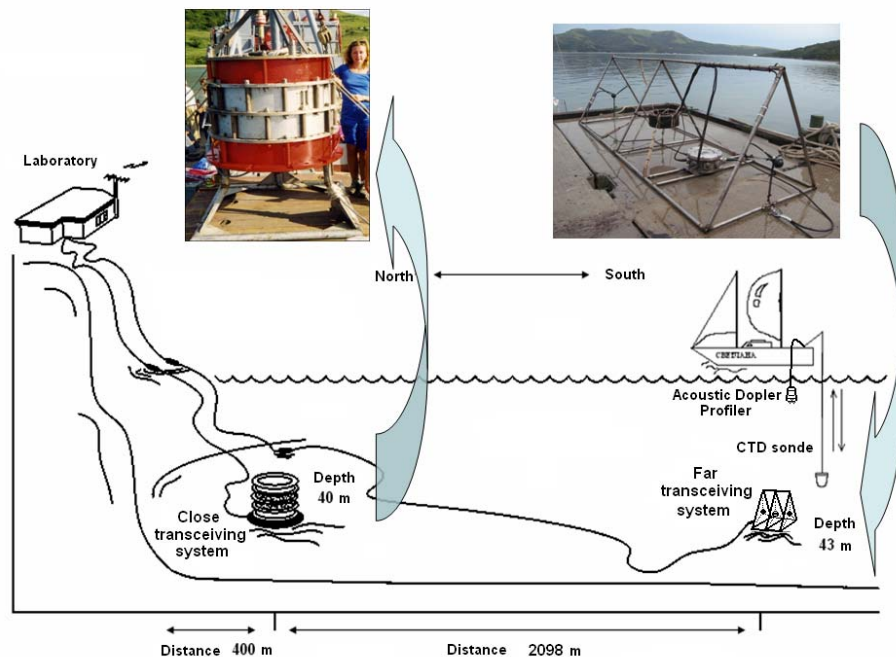 Laboratory
North
South
СВЕТЛАНА
Acoustic Dopler
Profiler
CTD sonde
Depth
40 m
Close
transceiving
system
Far
transceiving
system
Depth
43 m
Distance 400 m
Distance 2098 m